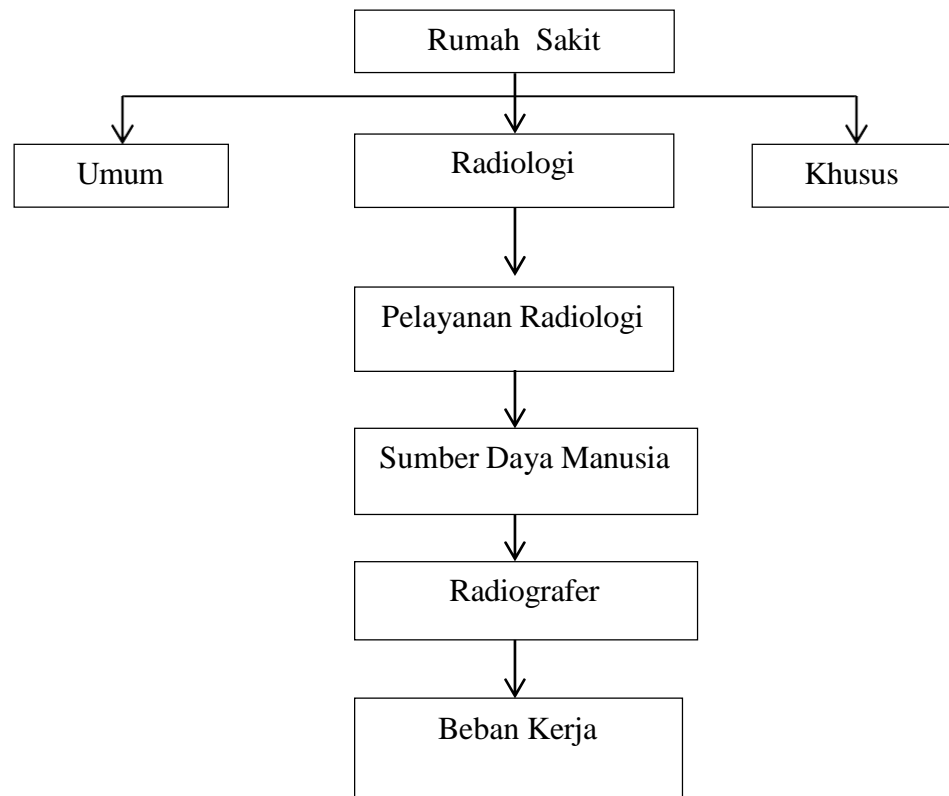 Rumah Sakit
Umum
Radiologi
Khusus
Pelayanan Radiologi
Sumber Daya Manusia
Radiografer
Beban Kerja